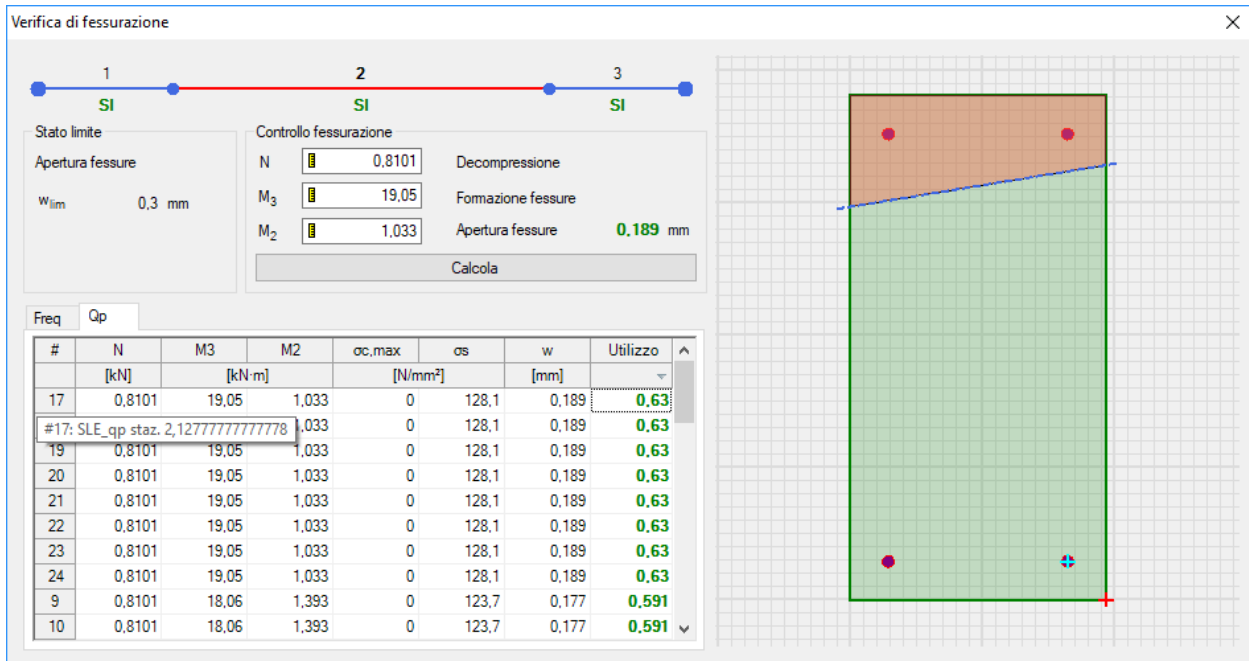 Verifica di fessurazione
1 2 3
SI SI SI
Stato limite
Apertura fessure
wlim 0,3 mm
Controllo fessurazione
N 0,8101 Decompressione
M3 19,05 Formazione fessure
M2 1,033 Apertura fessure 0,189 mm
Calcola
Freq Qp
# N M3 M2 σc,max σs w Utilizzo
[kN] [kN·m] [N/mm²] [mm]
17 0,8101 19,05 1,033 0 128,1 0,189 0,63
#17: SLE_qp staz. 2,12777777777778 ,033 0 128,1 0,189 0,63
19 0,8101 19,05 1,033 0 128,1 0,189 0,63
20 0,8101 19,05 1,033 0 128,1 0,189 0,63
21 0,8101 19,05 1,033 0 128,1 0,189 0,63
22 0,8101 19,05 1,033 0 128,1 0,189 0,63
23 0,8101 19,05 1,033 0 128,1 0,189 0,63
24 0,8101 19,05 1,033 0 128,1 0,189 0,63
9 0,8101 18,06 1,393 0 123,7 0,177 0,591
10 0,8101 18,06 1,393 0 123,7 0,177 0,591